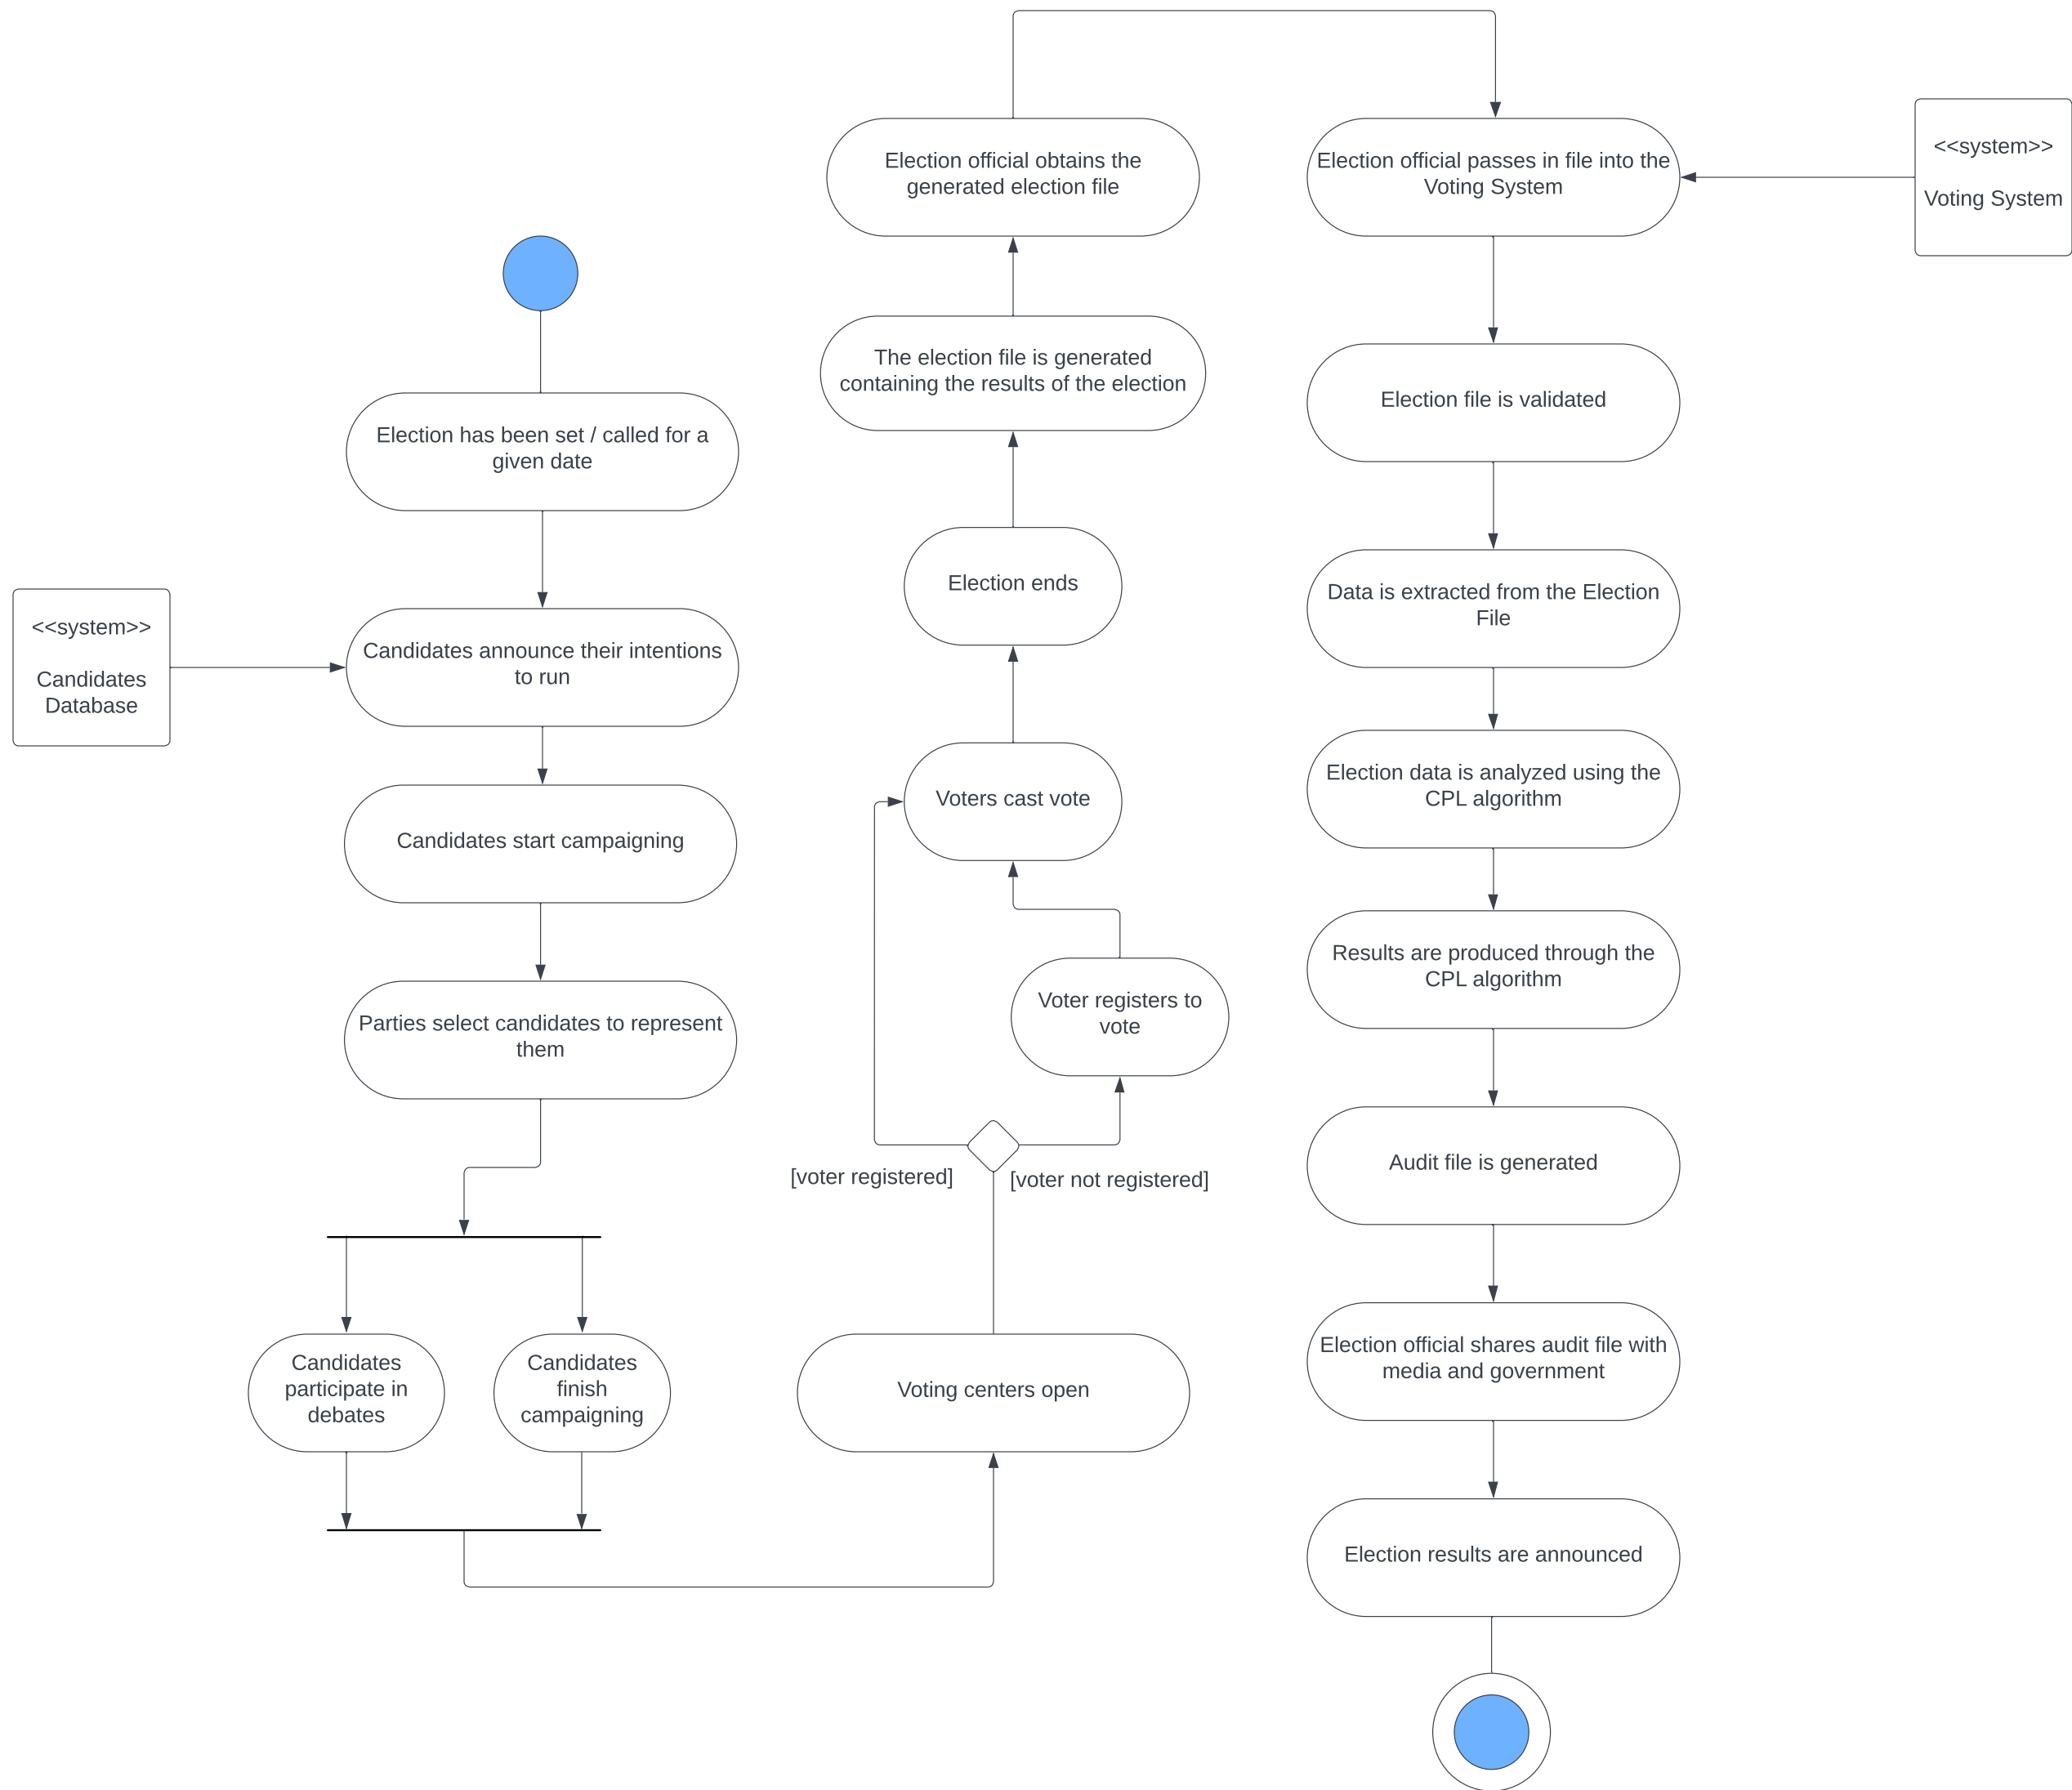 Election has been set / called for a
given date
<<system>>
Candidates
Database
Candidates announce their intentions
to run
Candidates start campaigning
Parties select candidates to represent
them
Candidates
participate in
debates
Candidates
finish
campaigning
Voting centers open
[voter registered]
[voter not registered]
Voter registers to
vote
Voters cast vote
Election ends
The election file is generated
containing the results of the election
Election official obtains the
generated election file
Election official passes in file into the
Voting System
<<system>>
Voting System
Election file is validated
Data is extracted from the Election
File
Election data is analyzed using the
CPL algorithm
Results are produced through the
CPL algorithm
Audit file is generated
Election official shares audit file with
media and government
Election results are announced